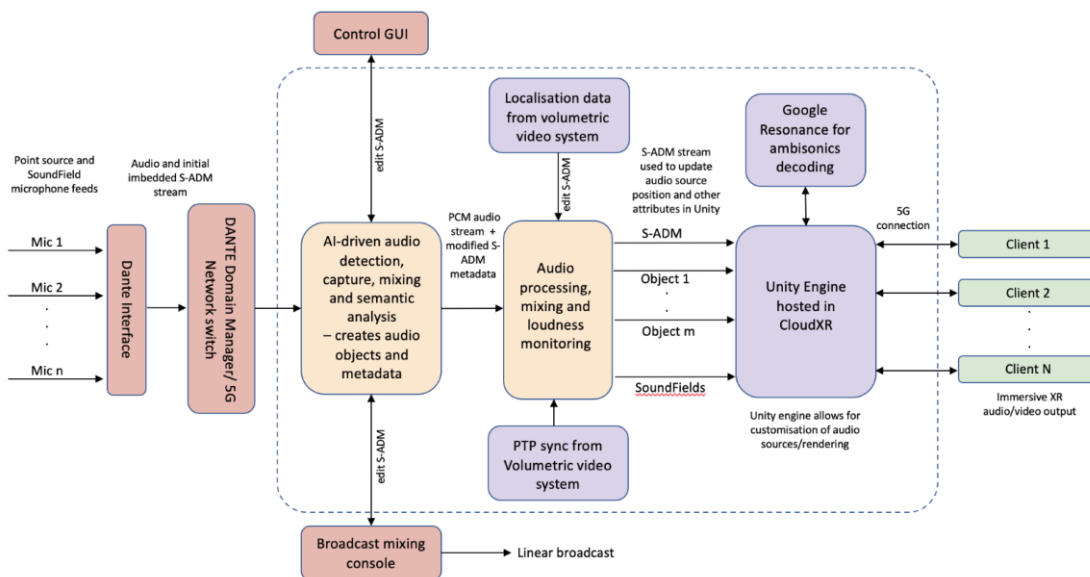 Control GUI
edit S-ADM
Localisation data
from volumetric
video system
edit S-ADM
Google
Resonance for
ambisonics
decoding
Point source and
SoundField
microphone feeds
Audio and initial
imbedded S-ADM
stream
Mic 1
Mic 2
.
.
.
Mic n
Dante Interface
DANTE Domain Manager/ 5G
Network switch
AI-driven audio
detection,
capture, mixing
and semantic
analysis
– creates audio
objects and
metadata
PCM audio
stream +
modified S-
ADM
metadata
Audio
processing,
mixing and
loudness
monitoring
S-ADM stream
used to update
audio source
position and other
attributes in Unity
S-ADM
Object 1
.
.
Object m
SoundFields
Unity Engine
hosted in
CloudXR
Unity engine allows for
customisation of audio
sources/rendering
5G
connection
Client 1
Client 2
.
.
.
Client N
Immersive XR
audio/video output
PTP sync from
Volumetric video
system
edit S-ADM
Broadcast mixing
console
Linear broadcast